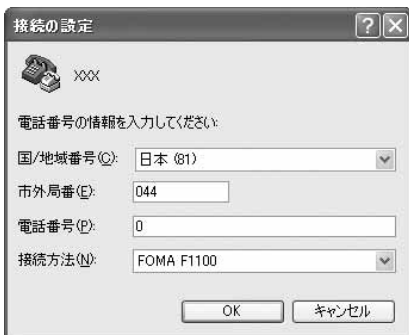 接続の設定
XXX
電話番号の情報を入力してください:
国/地域番号(C): 日本 (81)
市外局番(E): 044
電話番号(P): 0
接続方法(N): FOMA F1100
OK キャンセル